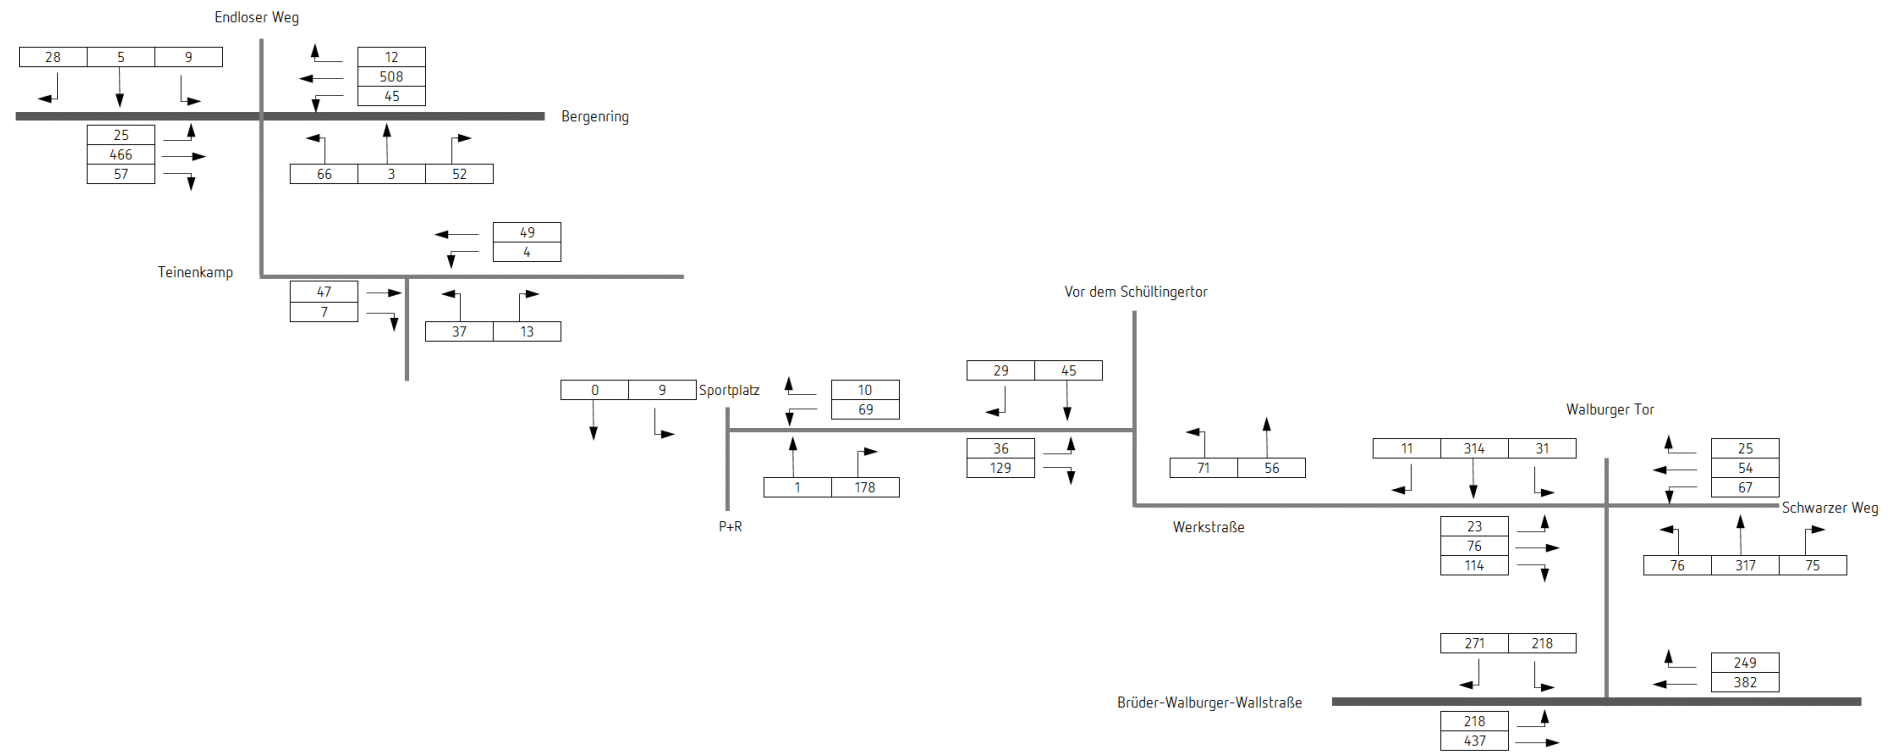 Endloser Weg
28 5 9
12
508
45
Bergenring
25
466
57
66 3 52
49
4
Teinenkamp
47
7
37 13
Vor dem Schültingertor
0 9
Sportplatz
10
69
29 45
36
129
1 178
P+R
71 56
Werkstraße
Walburger Tor
11 314 31
25
54
67
Schwarzer Weg
23
76
114
76 317 75
271 218
249
382
Brüder-Walburger-Wallstraße
218
437